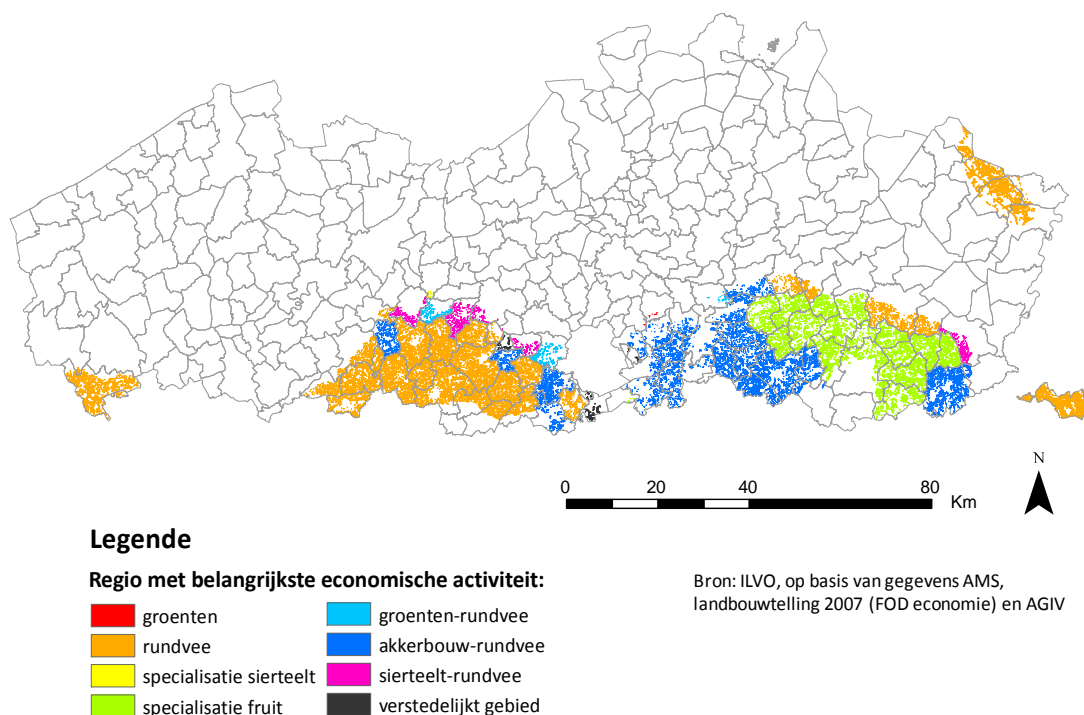 N
0 20 40 80 Km
Legende
Regio met belangrijkste economische activiteit:
groenten
rundvee
specialisatie sierteelt
specialisatie fruit
groenten-rundvee
akkerbouw-rundvee
sierteelt-rundvee
verstedelijkt gebied
Bron: ILVO, op basis van gegevens AMS,
landbouwtelling 2007 (FOD economie) en AGIV